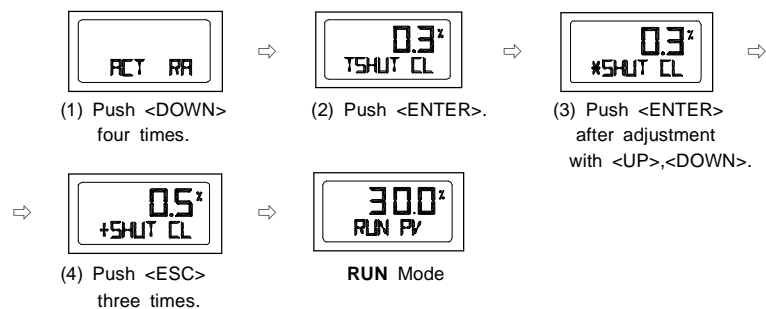 ACT RA
0.3%
TSHUT CL
0.3%
*SHUT CL
(1) Push <DOWN>
four times.
(2) Push <ENTER>.
(3) Push <ENTER>
after adjustment
with <UP>,<DOWN>.
0.5%
+SHUT CL
30.0%
RUN PV
(4) Push <ESC>
three times.
RUN Mode